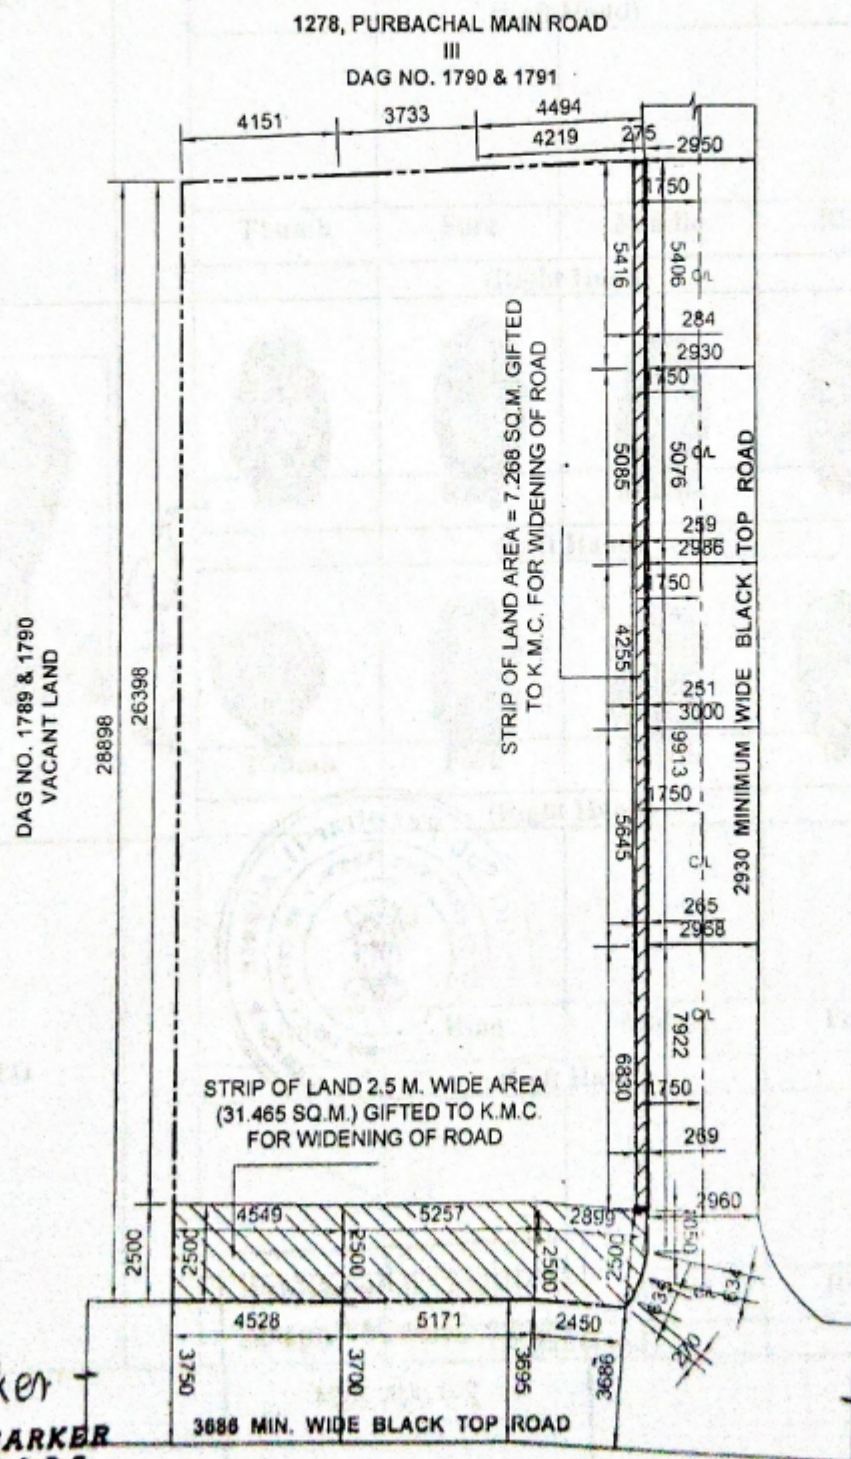 1278, PURBACHAL MAIN ROAD
III
DAG NO. 1790 & 1791
4151
3733
4494
4219
275
2950
1750
5416
5406
C/L
284
2930
1750
5085
5076
C/L
259
2986
1750
4255
251
3000
9913
1750
5645
C/L
265
2968
7922
C/L
6830
1750
269
2960
STRIP OF LAND AREA = 7.268 SQ.M. GIFTED
TO K.M.C. FOR WIDENING OF ROAD
2930 MINIMUM WIDE BLACK TOP ROAD
DAG NO. 1789 & 1790
VACANT LAND
28898
26398
STRIP OF LAND 2.5 M. WIDE AREA
(31.465 SQ.M.) GIFTED TO K.M.C.
FOR WIDENING OF ROAD
4549
5257
2899
2500
2500
2500
2500
2500
4528
5171
2450
634
3750
3700
3695
3696
3686 MIN. WIDE BLACK TOP ROAD
ARKER